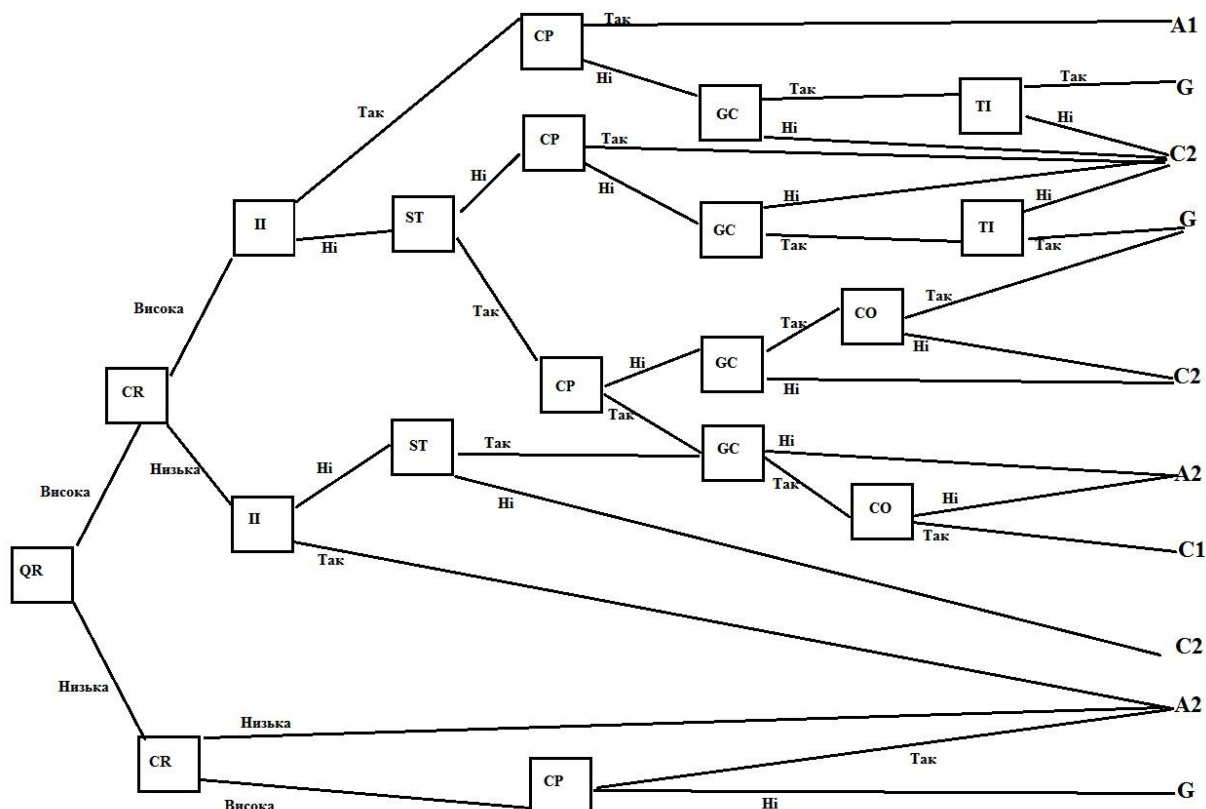 CP
Так
A1
Ні
Так
GC
Так
TI
Так
G
Ні
Ні
CP
Так
C2
Ні
Ні
Ні
Ні
II
ST
GC
TI
G
Ні
Так
Так
Висока
Так
CO
Так
Так
Ні
Ні
GC
CR
CP
Ні
C2
Так
ST
Так
GC
Ні
Ні
Низька
A2
Висока
Так
Ні
II
Ні
CO
Так
Так
C1
QR
C2
Низька
Низька
A2
CR
CP
Так
G
Висока
Ні